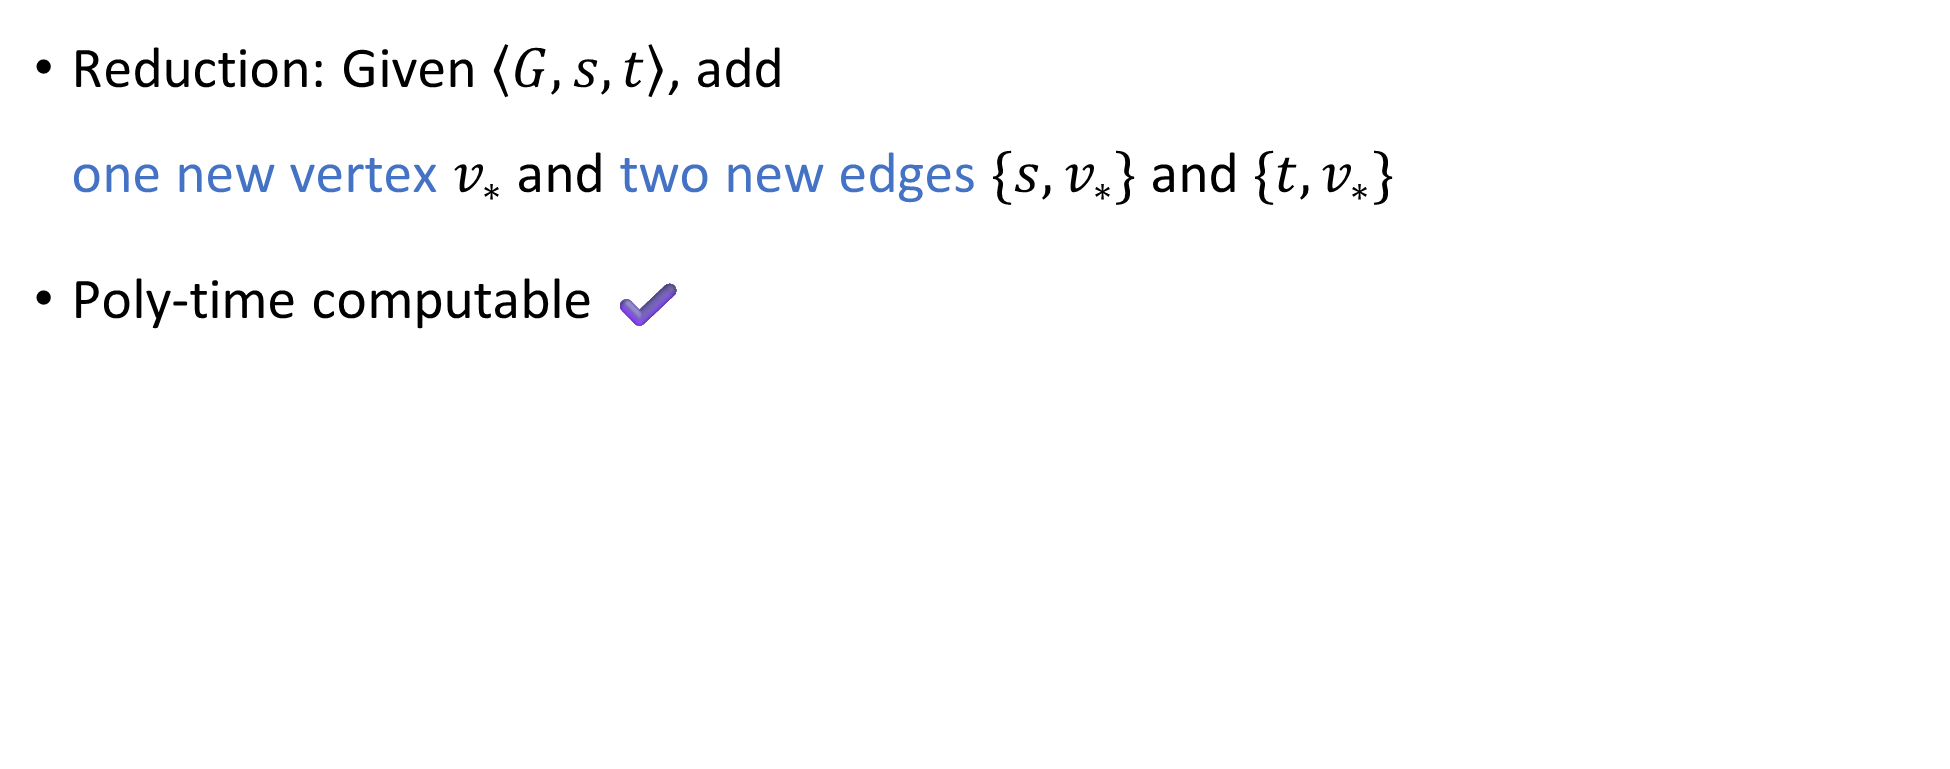 • Reduction: Given ⟨𝐺, 𝑠, 𝑡⟩, add
one new vertex 𝑣∗ and two new edges {𝑠, 𝑣∗} and {𝑡, 𝑣∗}
• Poly-time computable ✔